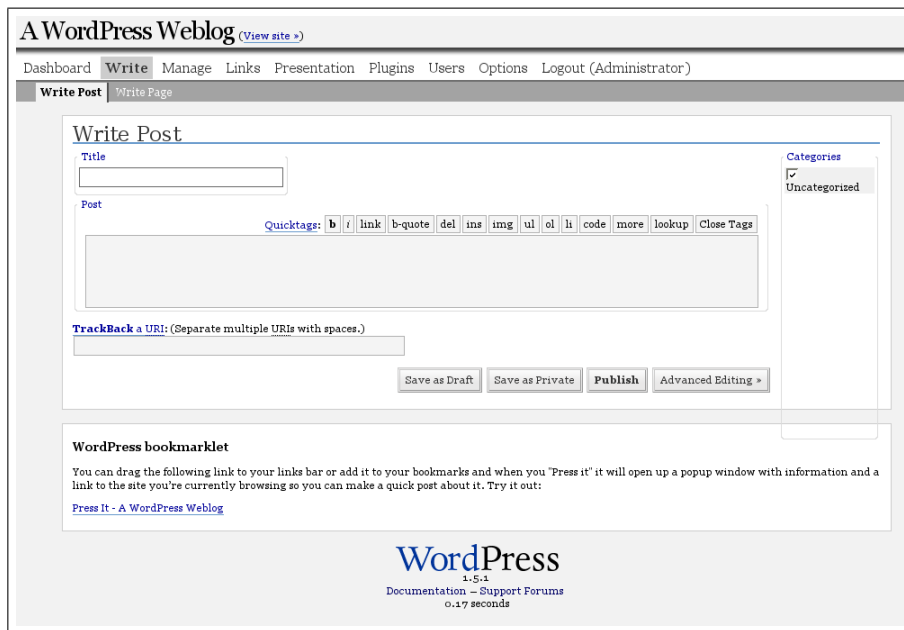 A WordPress Weblog (View site »)
Dashboard Write Manage Links Presentation Plugins Users Options Logout (Administrator)
Write Post Write Page
Write Post
Title
Categories
Uncategorized
Post
Quicktags: b i link b-quote del ins img ul ol li code more lookup Close Tags
TrackBack a URI: (Separate multiple URIs with spaces.)
Save as Draft Save as Private Publish Advanced Editing »
WordPress bookmarklet
You can drag the following link to your links bar or add it to your bookmarks and when you "Press it" it will open up a popup window with information and a
link to the site you're currently browsing so you can make a quick post about it. Try it out:
Press It - A WordPress Weblog
WordPress
1.5.1
Documentation — Support Forums
0.17 seconds